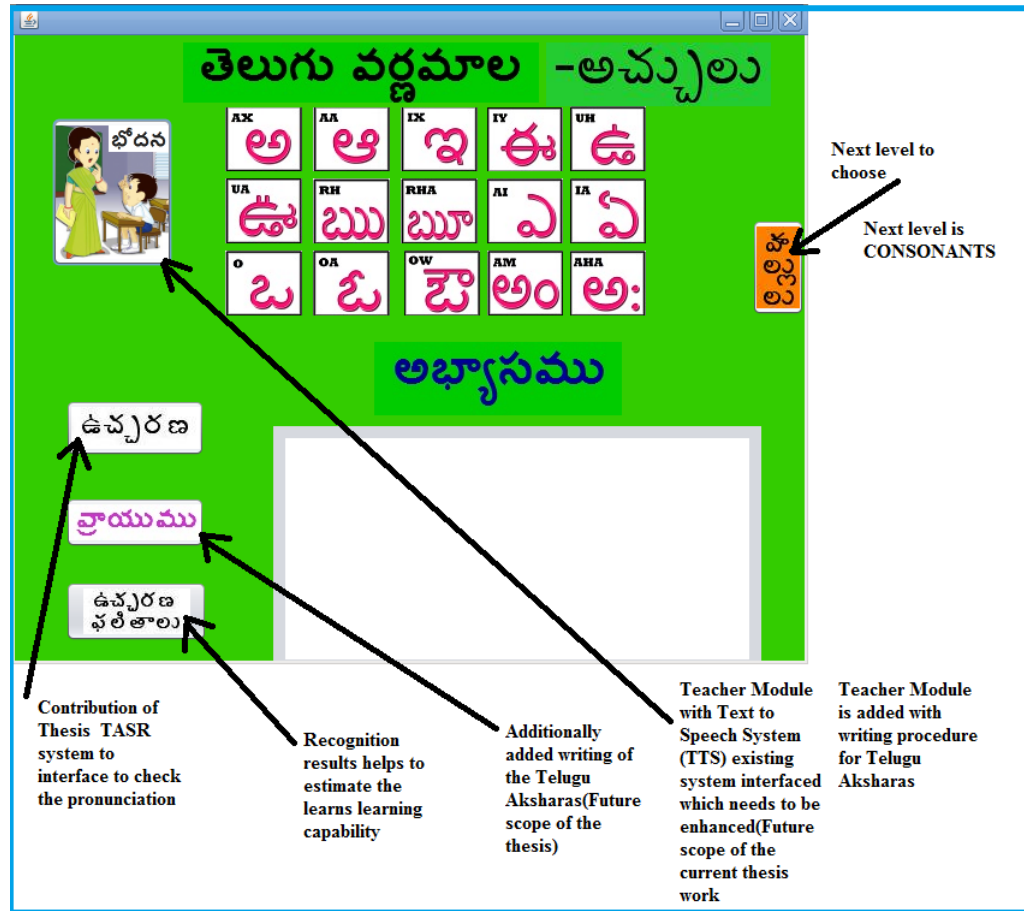 తెలుగు వర్ణమాల -అచ్చులు
భోదన
AX AA IX IY UH
అ ఆ ఇ ఈ ఉ
UA RH RHA AI IA
ఊ ఋ ౠ ఎ ఏ
O OA OW AM AHA
ఒ ఓ ఔ అం అః
హ
ల్లు
లు
Next level to
choose
Next level is
CONSONANTS
అభ్యాసము
ఉచ్చరణ
వ్రాయుము
ఉచ్చరణ
ఫలితాలు
Contribution of
Thesis TASR
system to
interface to check
the pronunciation
Recognition
results helps to
estimate the
learns learning
capability
Additionally
added writing of
the Telugu
Aksharas(Future
scope of the
thesis)
Teacher Module
with Text to
Speech System
(TTS) existing
system interfaced
which needs to be
enhanced(Future
scope of the
current thesis
work
Teacher Module
is added with
writing procedure
for Telugu
Aksharas